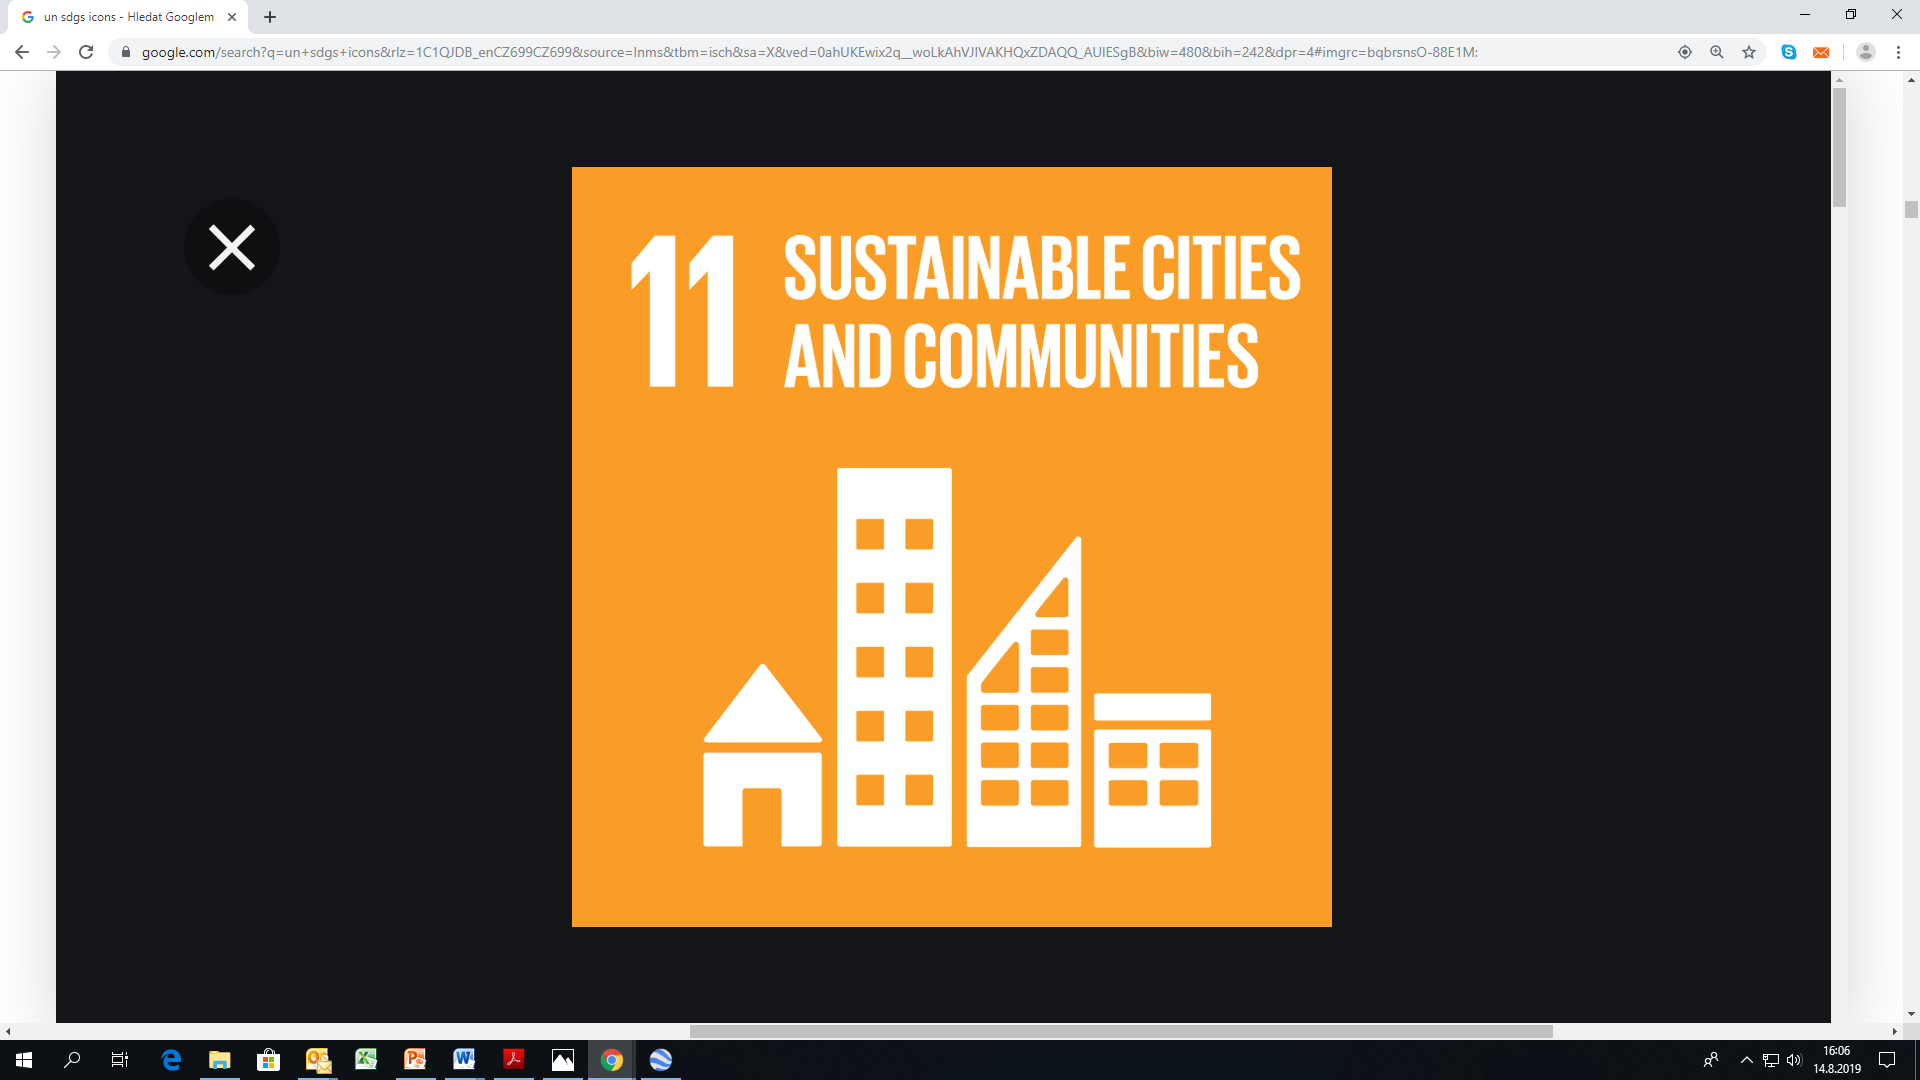 un sdgs icons - Hledat Googlem
google.com/search?q=un+sdgs+icons&rlz=1C1QJDB_enCZ699CZ699&source=lnms&tbm=isch&sa=X&ved=0ahUKEwix2q__woLkAhVJIVAKHQxZDAQQ_AUIESgB&biw=480&bih=242&dpr=4#imgrc=bqbrsnsO-88E1M:
11 SUSTAINABLE CITIES
AND COMMUNITIES
16:06
14.8.2019